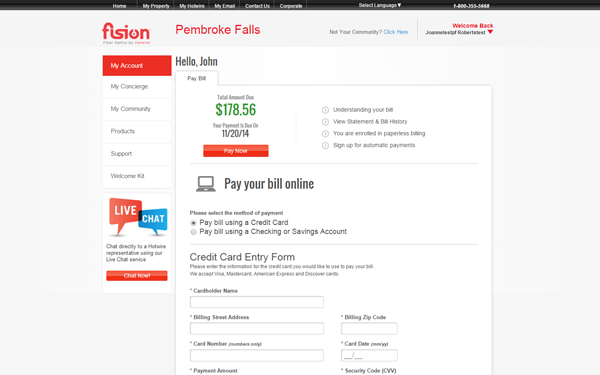 Home My Property My Hotwire My Email Contact Us Corporate Select Language▼ 1-800-355-5668
fusion
Fiber Optics by Hotwire
Pembroke Falls
Not Your Community? Click Here
Welcome Back
Joannetestpf Robertstest
My Account
My Concierge
My Community
Products
Support
Welcome Kit
LIVE CHAT
Chat directly to a Hotwire
representative using our
Live Chat service
Chat Now!
Hello, John
Pay Bill
Total Amount Due
$178.56
Your Payment Is Due On
11/20/14
Pay Now
Understanding your bill
View Statement & Bill History
You are enrolled in paperless billing
Sign up for automatic payments
Pay your bill online
Please select the method of payment
Pay bill using a Credit Card
Pay bill using a Checking or Savings Account
Credit Card Entry Form
Please enter the information for the credit card you would like to use to pay your bill.
We accept Visa, Mastercard, American Express and Discover cards.
* Cardholder Name
* Billing Street Address * Billing Zip Code
* Card Number (numbers only) * Card Date (mm/yy)
__/__
* Payment Amount * Security Code (CVV)